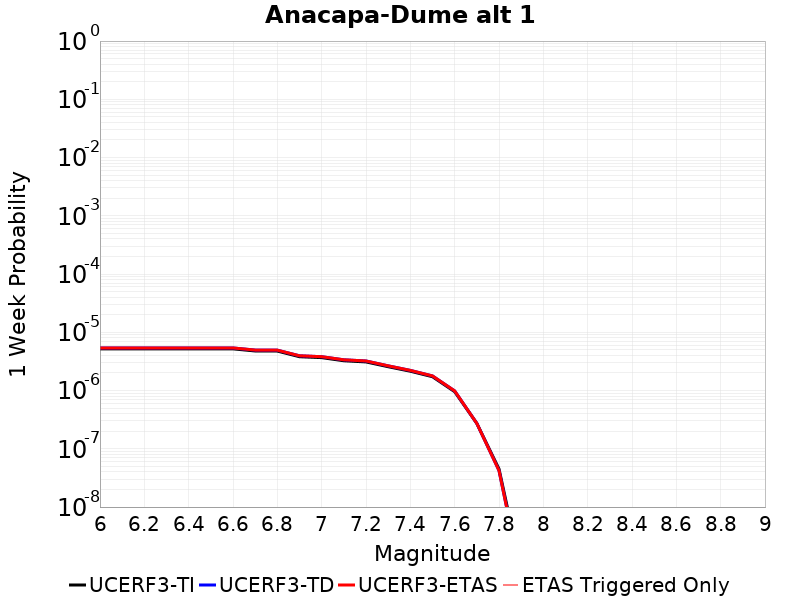 Anacapa-Dume alt 1
10^0
10^-1
10^-2
10^-3
10^-4
10^-5
10^-6
10^-7
10^-8
1 Week Probability
6 6.2 6.4 6.6 6.8 7 7.2 7.4 7.6 7.8 8 8.2 8.4 8.6 8.8 9
Magnitude
UCERF3-TI UCERF3-TD UCERF3-ETAS ETAS Triggered Only